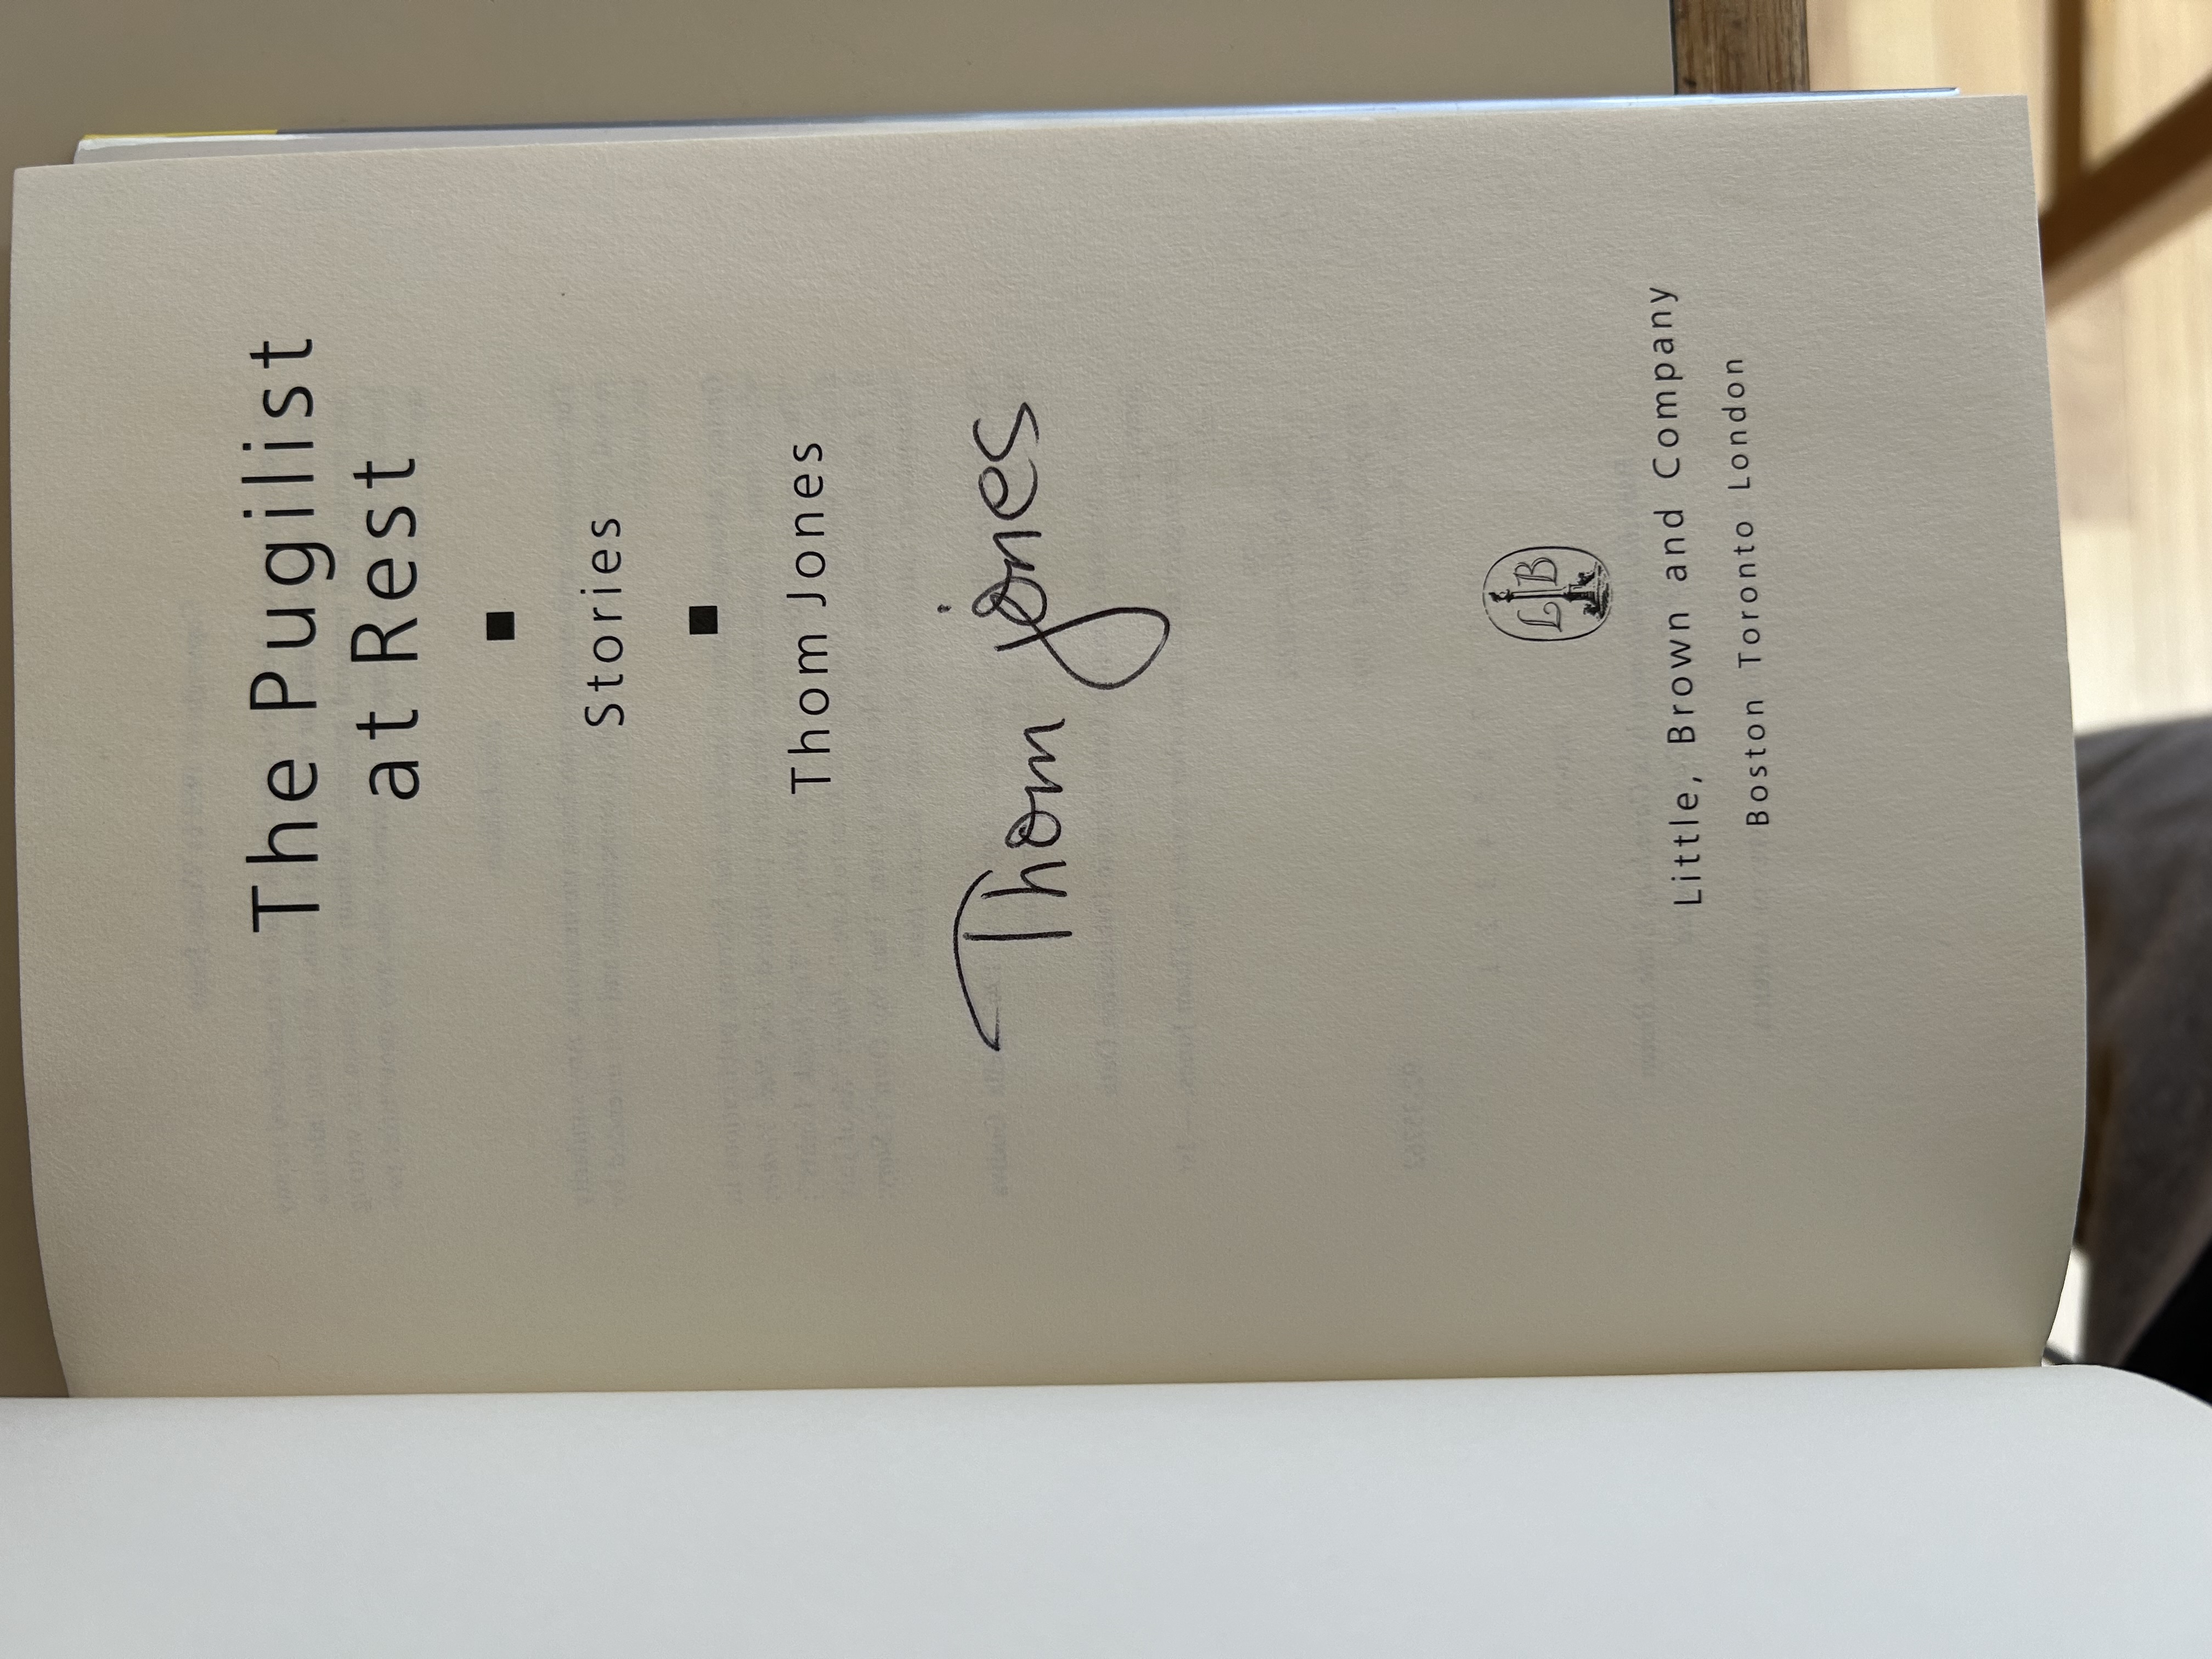 The Pugilist
at Rest
Stories
Thom Jones
Thom Jones
LB
Little, Brown and Company
Boston Toronto London